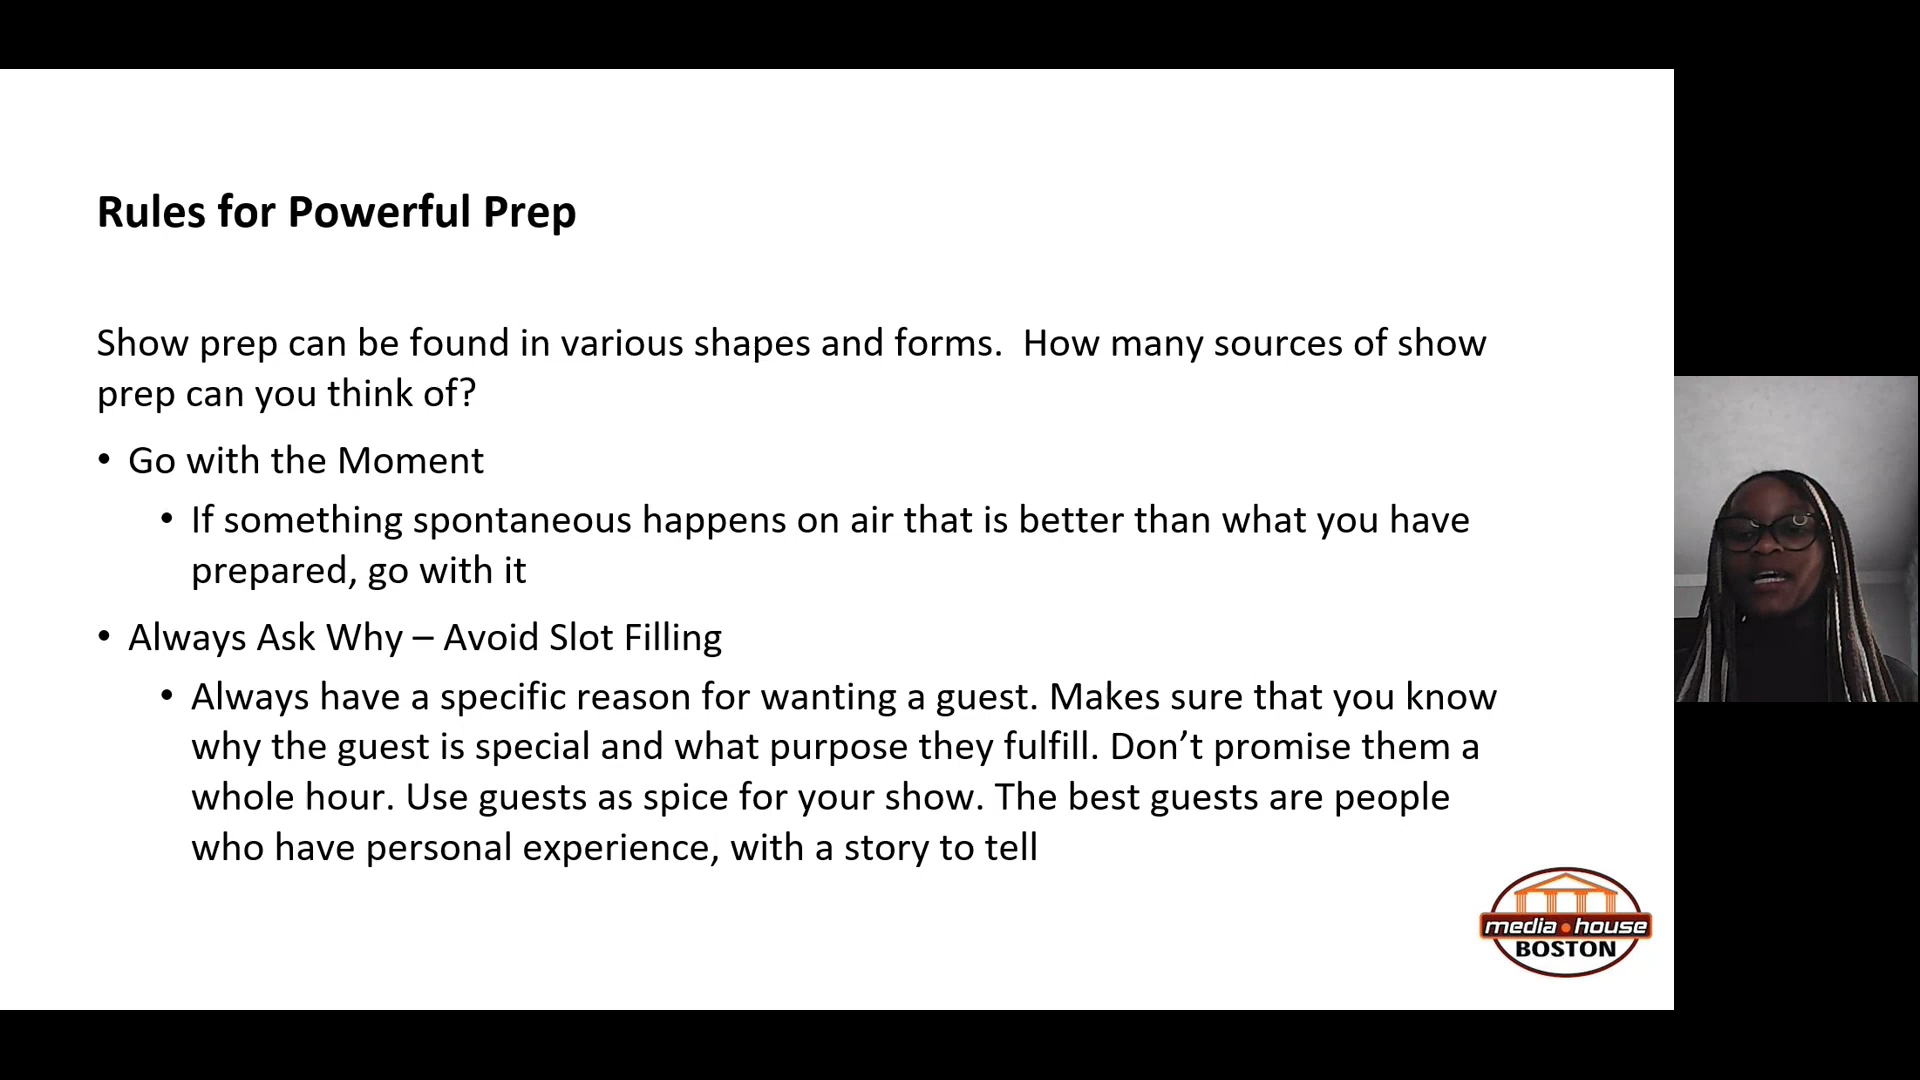 Rules for Powerful Prep
Show prep can be found in various shapes and forms.  How many sources of show
prep can you think of?
• Go with the Moment
• If something spontaneous happens on air that is better than what you have
prepared, go with it
• Always Ask Why – Avoid Slot Filling
• Always have a specific reason for wanting a guest. Makes sure that you know
why the guest is special and what purpose they fulfill. Don’t promise them a
whole hour. Use guests as spice for your show. The best guests are people
who have personal experience, with a story to tell
media•house
BOSTON